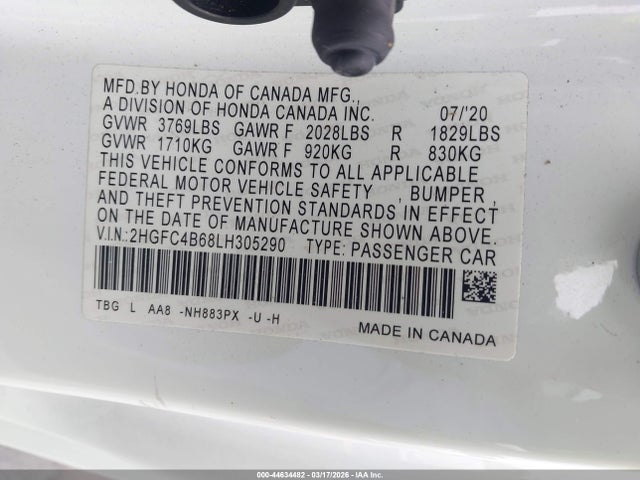 MFD.BY HONDA OF CANADA MFG.,
A DIVISION OF HONDA CANADA INC. 07/'20
GVWR 3769LBS GAWR F 2028LBS R 1829LBS
GVWR 1710KG GAWR F 920KG R 830KG
THIS VEHICLE CONFORMS TO ALL APPLICABLE
FEDERAL MOTOR VEHICLE SAFETY , BUMPER ,
AND THEFT PREVENTION STANDARDS IN EFFECT
ON THE DATE OF MANUFACTURE SHOWN ABOVE.
V.I.N.:2HGFC4B68LH305290 TYPE: PASSENGER CAR
TBG L AA8 -NH883PX -U -H
MADE IN CANADA
000-44634482 - 03/17/2026 - IAAI Inc.